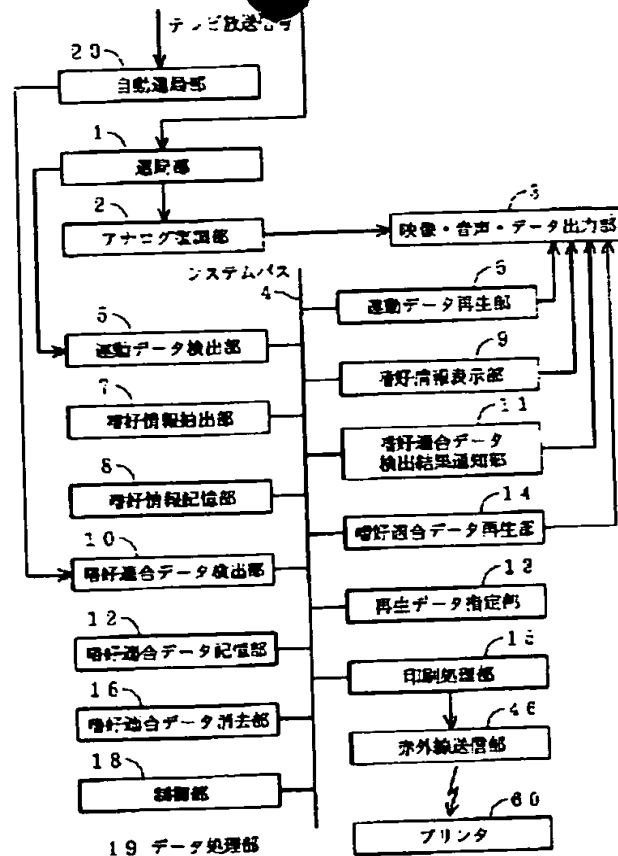 テレビ放送信号
20
自動選局部
1
選局部
2
アナログ復調部
3
映像・音声・データ出力部
システムバス
4
5
連動データ検出部
6
連動データ再生部
7
嗜好情報抽出部
9
嗜好情報表示部
8
嗜好情報記憶部
11
嗜好適合データ
検出結果通知部
10
嗜好適合データ検出部
14
嗜好適合データ再生部
12
嗜好適合データ記憶部
13
再生データ指定部
16
嗜好適合データ消去部
15
印刷処理部
18
制御部
46
赤外線送信部
60
プリンタ
19 データ処理部